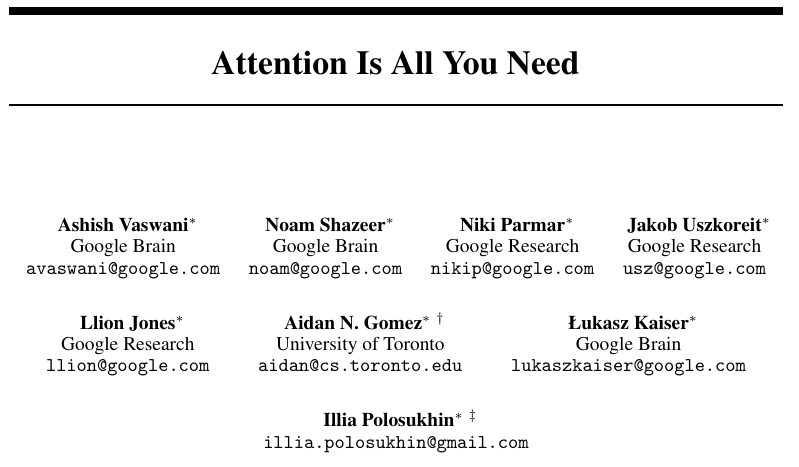 Attention Is All You Need
Ashish Vaswani* Noam Shazeer* Niki Parmar* Jakob Uszkoreit*
Google Brain Google Brain Google Research Google Research
avaswani@google.com noam@google.com nikip@google.com usz@google.com
Llion Jones* Aidan N. Gomez* † Łukasz Kaiser*
Google Research University of Toronto Google Brain
llion@google.com aidan@cs.toronto.edu lukaszkaiser@google.com
Illia Polosukhin* ‡
illia.polosukhin@gmail.com